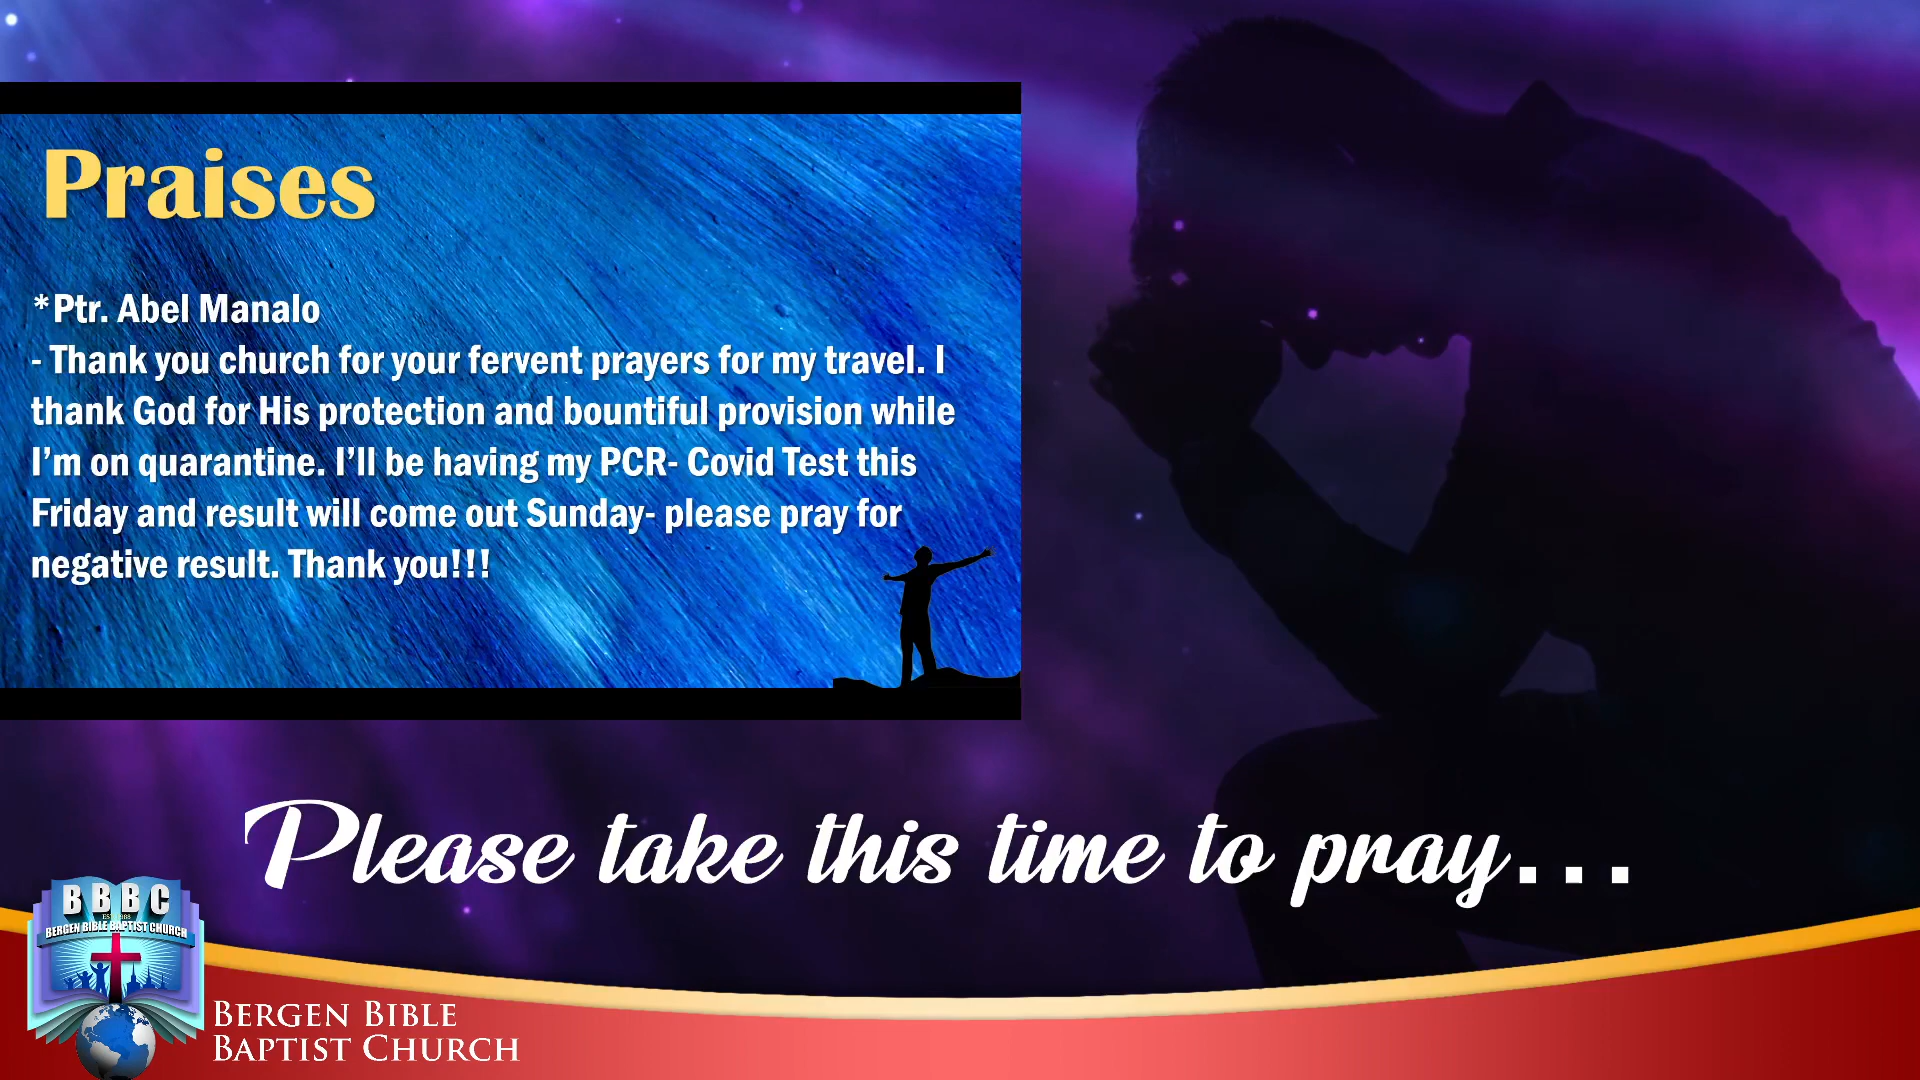 Praises
*Ptr. Abel Manalo
- Thank you church for your fervent prayers for my travel. I
thank God for His protection and bountiful provision while
I'm on quarantine. I'll be having my PCR- Covid Test this
Friday and result will come out Sunday- please pray for
negative result. Thank you!!!
Please take this time to pray...
B B B C
BERGEN BIBLE BAPTIST CHURCH
BERGEN BIBLE
BAPTIST CHURCH